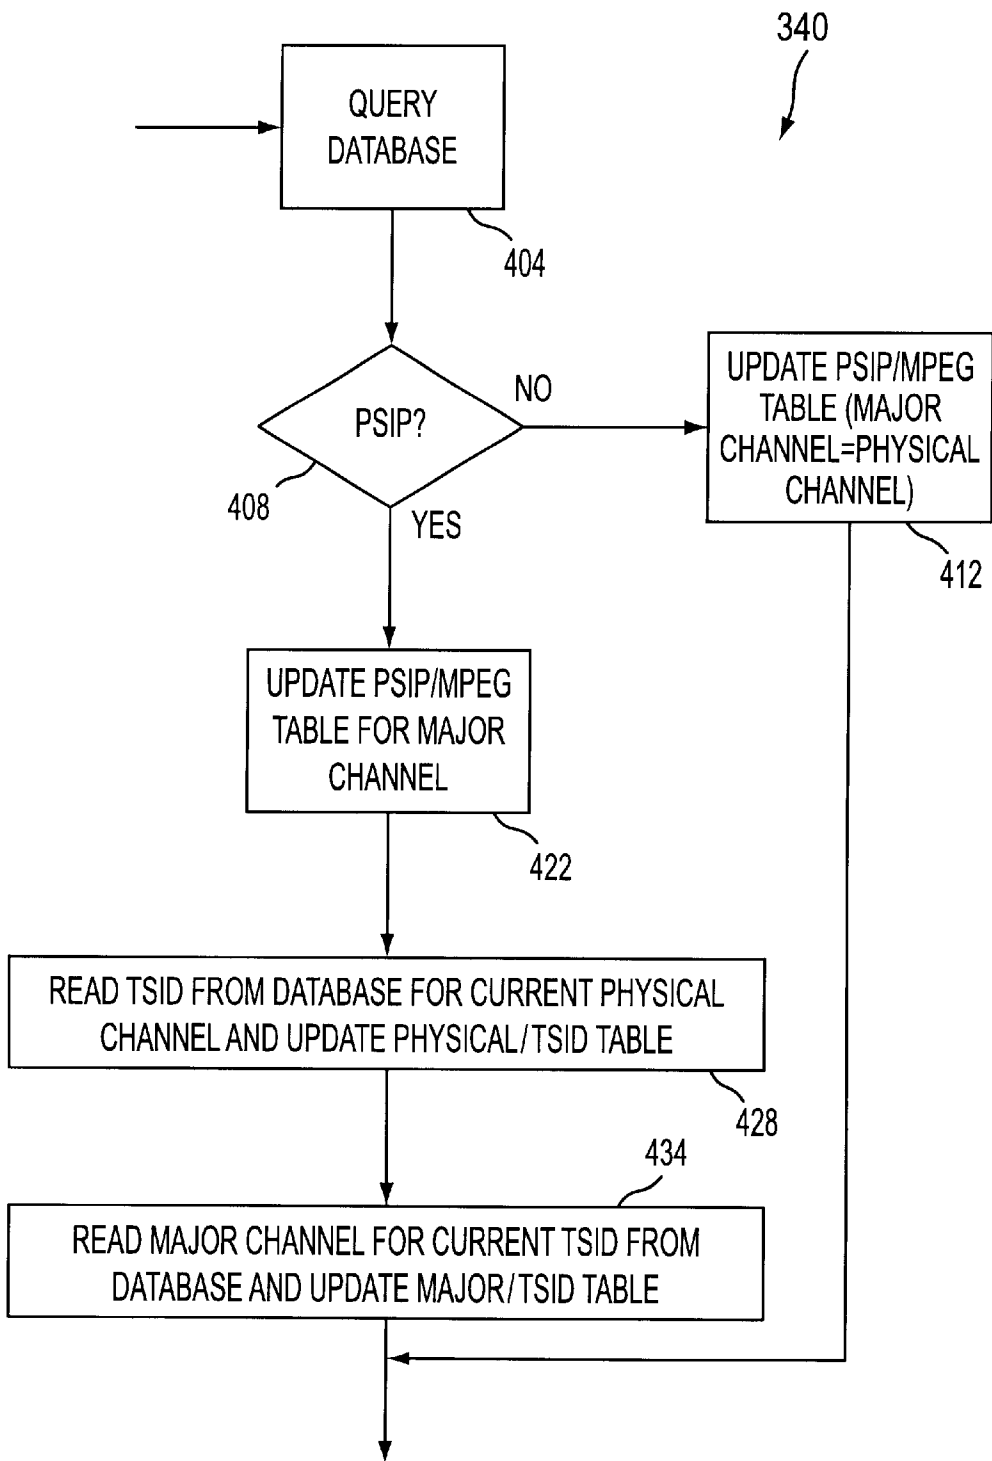 340
QUERY
DATABASE
404
PSIP?
NO
408
YES
UPDATE PSIP/MPEG
TABLE (MAJOR
CHANNEL=PHYSICAL
CHANNEL)
412
UPDATE PSIP/MPEG
TABLE FOR MAJOR
CHANNEL
422
READ TSID FROM DATABASE FOR CURRENT PHYSICAL
CHANNEL AND UPDATE PHYSICAL/TSID TABLE
428
434
READ MAJOR CHANNEL FOR CURRENT TSID FROM
DATABASE AND UPDATE MAJOR/TSID TABLE